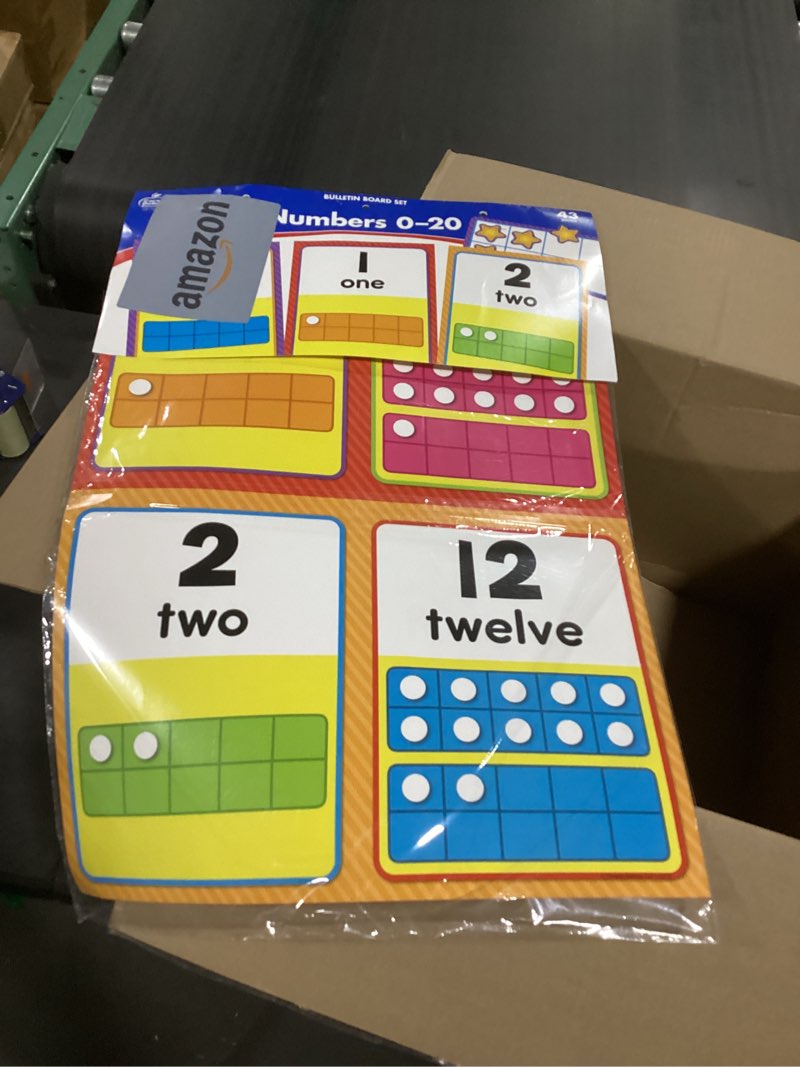 BULLETIN BOARD SET
Numbers 0–20
43
amazon
1
one
2
two
2
two
12
twelve